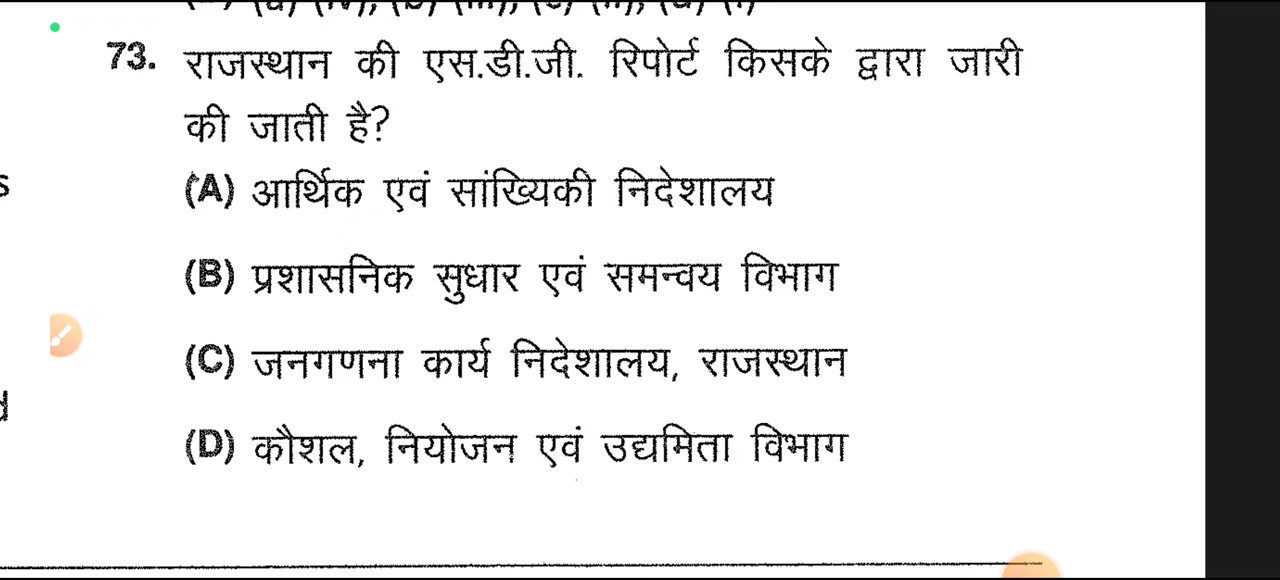 73. राजस्थान की एस.डी.जी. रिपोर्ट किसके द्वारा जारी
की जाती है?
(A) आर्थिक एवं सांख्यिकी निदेशालय
(B) प्रशासनिक सुधार एवं समन्वय विभाग
(C) जनगणना कार्य निदेशालय, राजस्थान
(D) कौशल, नियोजन एवं उद्यमिता विभाग